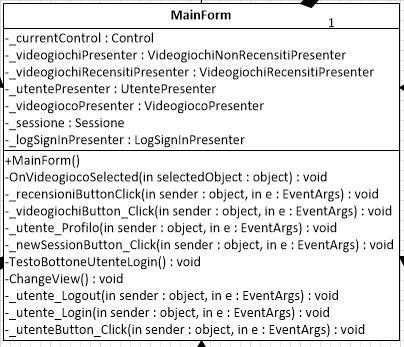 MainForm
1
-_currentControl : Control
-_videogiochiPresenter : VideogiochiNonRecensitiPresenter
-_videogiochiRecensitiPresenter : VideogiochiRecensitiPresenter
-_utentePresenter : UtentePresenter
-_videogiocoPresenter : VideogiocoPresenter
-_sessione : Sessione
-_logSignInPresenter : LogSignInPresenter
+MainForm()
-OnVideogiocoSelected(in selectedObject : object) : void
-_recensioniButtonClick(in sender : object, in e : EventArgs) : void
-_videogiochiButton_Click(in sender : object, in e : EventArgs) : void
-_utente_Profilo(in sender : object, in e : EventArgs) : void
-_newSessionButton_Click(in sender : object, in e : EventArgs) : void
-TestoBottoneUtenteLogin() : void
-ChangeView() : void
-_utente_Logout(in sender : object, in e : EventArgs) : void
-_utente_Login(in sender : object, in e : EventArgs) : void
-_utenteButton_Click(in sender : object, in e : EventArgs) : void